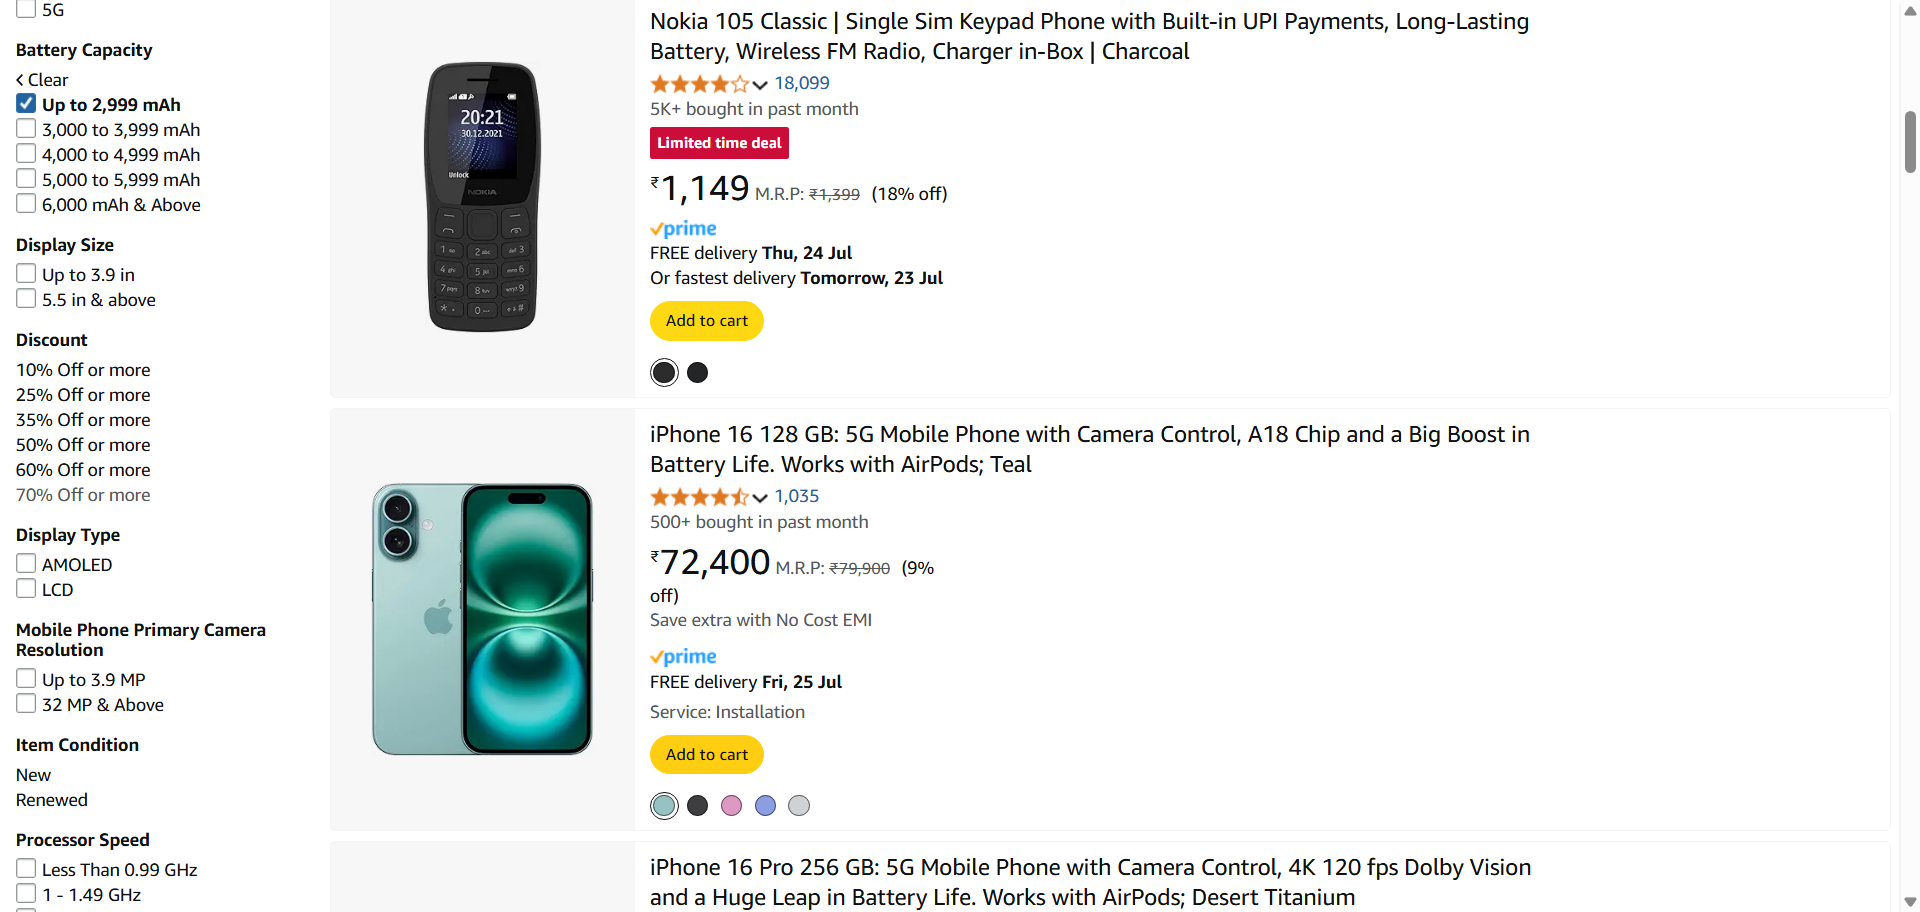 5G
Battery Capacity
Clear
Up to 2,999 mAh
3,000 to 3,999 mAh
4,000 to 4,999 mAh
5,000 to 5,999 mAh
6,000 mAh & Above
Display Size
Up to 3.9 in
5.5 in & above
Discount
10% Off or more
25% Off or more
35% Off or more
50% Off or more
60% Off or more
70% Off or more
Display Type
AMOLED
LCD
Mobile Phone Primary Camera
Resolution
Up to 3.9 MP
32 MP & Above
Item Condition
New
Renewed
Processor Speed
Less Than 0.99 GHz
1 - 1.49 GHz
20:21
30.12.2021
Unlock
NOKIA
Nokia 105 Classic | Single Sim Keypad Phone with Built-in UPI Payments, Long-Lasting
Battery, Wireless FM Radio, Charger in-Box | Charcoal
18,099
5K+ bought in past month
Limited time deal
₹1,149 M.R.P: ₹1,399 (18% off)
prime
FREE delivery Thu, 24 Jul
Or fastest delivery Tomorrow, 23 Jul
Add to cart
iPhone 16 128 GB: 5G Mobile Phone with Camera Control, A18 Chip and a Big Boost in
Battery Life. Works with AirPods; Teal
1,035
500+ bought in past month
₹72,400 M.R.P: ₹79,900 (9%
off)
Save extra with No Cost EMI
prime
FREE delivery Fri, 25 Jul
Service: Installation
Add to cart
iPhone 16 Pro 256 GB: 5G Mobile Phone with Camera Control, 4K 120 fps Dolby Vision
and a Huge Leap in Battery Life. Works with AirPods; Desert Titanium